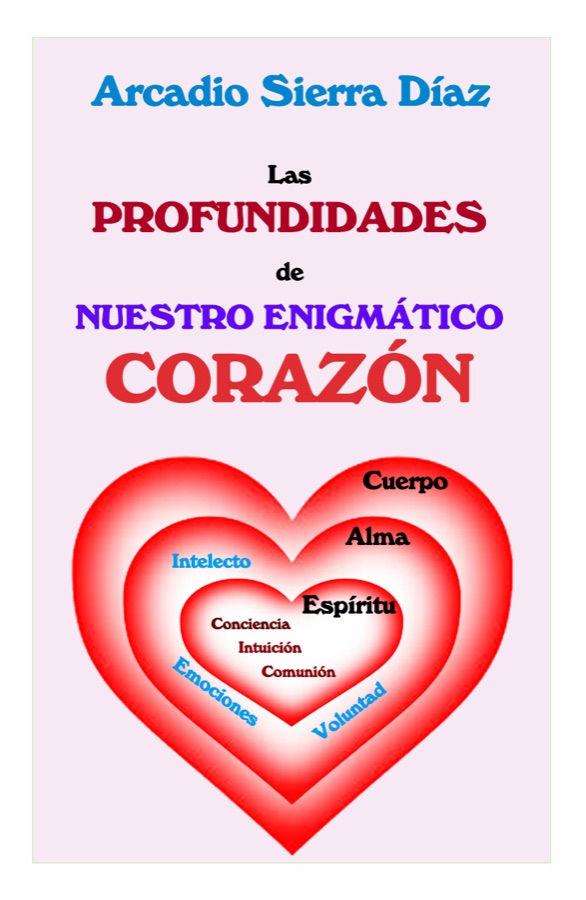 Arcadio Sierra Díaz
Las
PROFUNDIDADES
de
NUESTRO ENIGMÁTICO
CORAZÓN
Cuerpo
Alma
Intelecto
Espíritu
Conciencia
Intuición
Comunión
Emociones
Voluntad